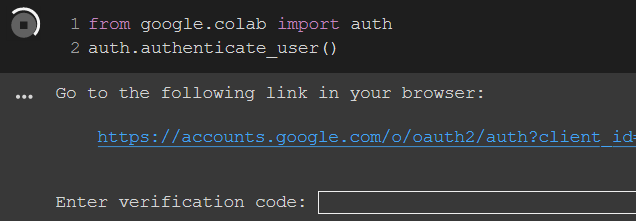 1 from google.colab import auth
2 auth.authenticate_user()
... Go to the following link in your browser:
https://accounts.google.com/o/oauth2/auth?client_id=
Enter verification code: